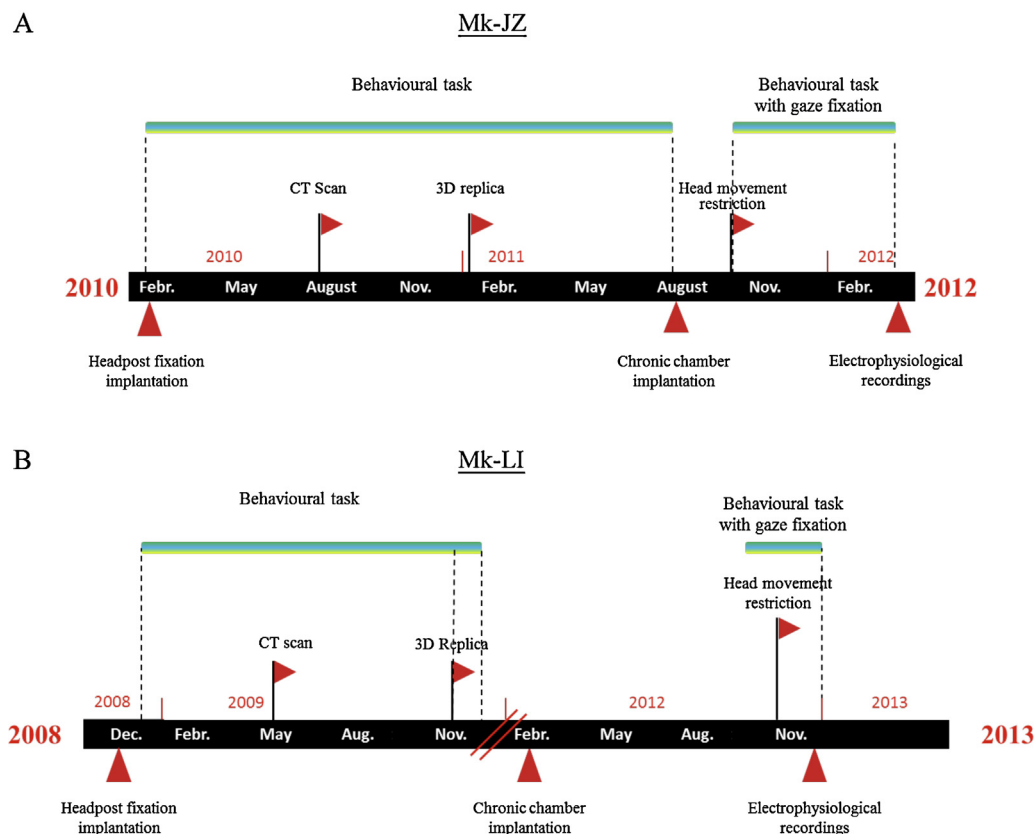 A
Mk-JZ
Behavioural task
Behavioural task
with gaze fixation
CT Scan
3D replica
Head movement
restriction
2010
2011
2012
2010
Febr.
May
August
Nov.
Febr.
May
August
Nov.
Febr.
2012
Headpost fixation
implantation
Chronic chamber
implantation
Electrophysiological
recordings
B
Mk-LI
Behavioural task
Behavioural task
with gaze fixation
Head movement
restriction
CT scan
3D Replica
2008
2009
2012
2013
2008
Dec.
Febr.
May
Aug.
Nov.
Febr.
May
Aug.
Nov.
2013
Headpost fixation
implantation
Chronic chamber
implantation
Electrophysiological
recordings